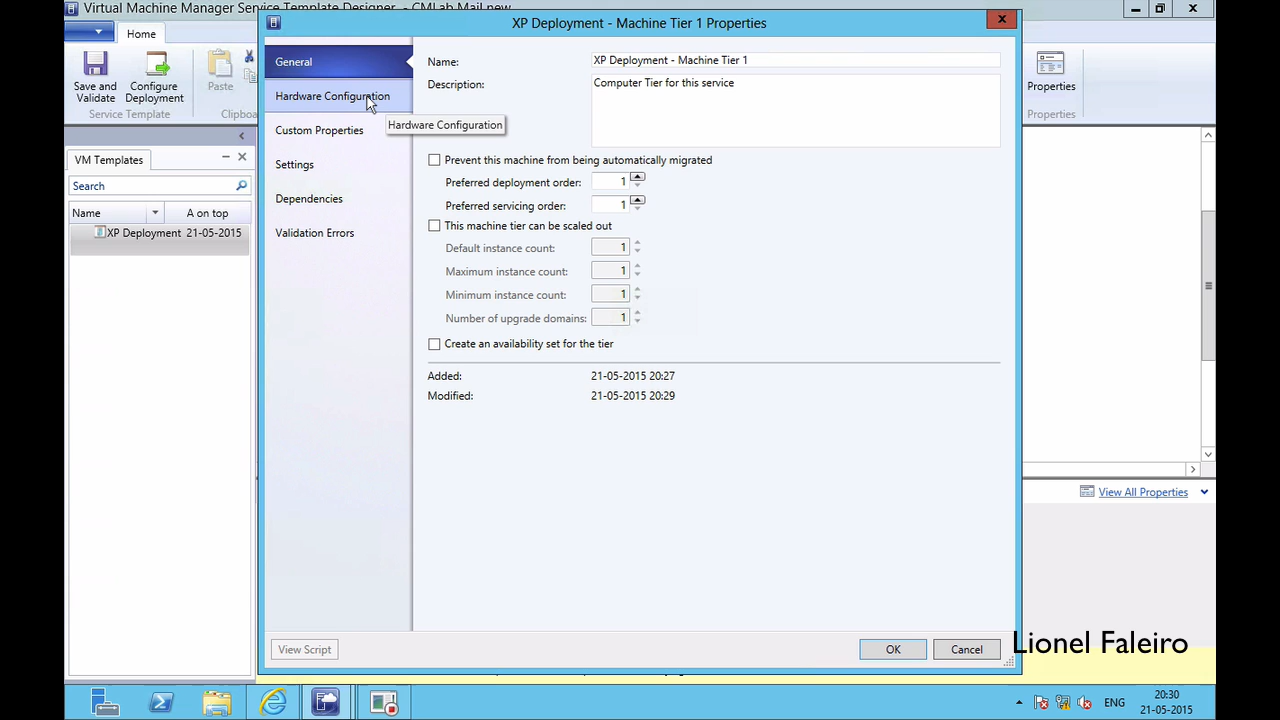 Virtual Machine Manager Service Template Designer - CMLab Mail new
XP Deployment - Machine Tier 1 Properties
Home
Save and Validate
Configure Deployment
Paste
Service Template
Clipboa
Properties
Properties
VM Templates
Search
Name
A on top
XP Deployment 21-05-2015
General
Hardware Configuration
Hardware Configuration
Custom Properties
Settings
Dependencies
Validation Errors
Name: XP Deployment - Machine Tier 1
Description: Computer Tier for this service
Prevent this machine from being automatically migrated
Preferred deployment order: 1
Preferred servicing order: 1
This machine tier can be scaled out
Default instance count: 1
Maximum instance count: 1
Minimum instance count: 1
Number of upgrade domains: 1
Create an availability set for the tier
Added: 21-05-2015 20:27
Modified: 21-05-2015 20:29
View All Properties
View Script
OK
Cancel
Lionel Faleiro
ENG
20:30
21-05-2015